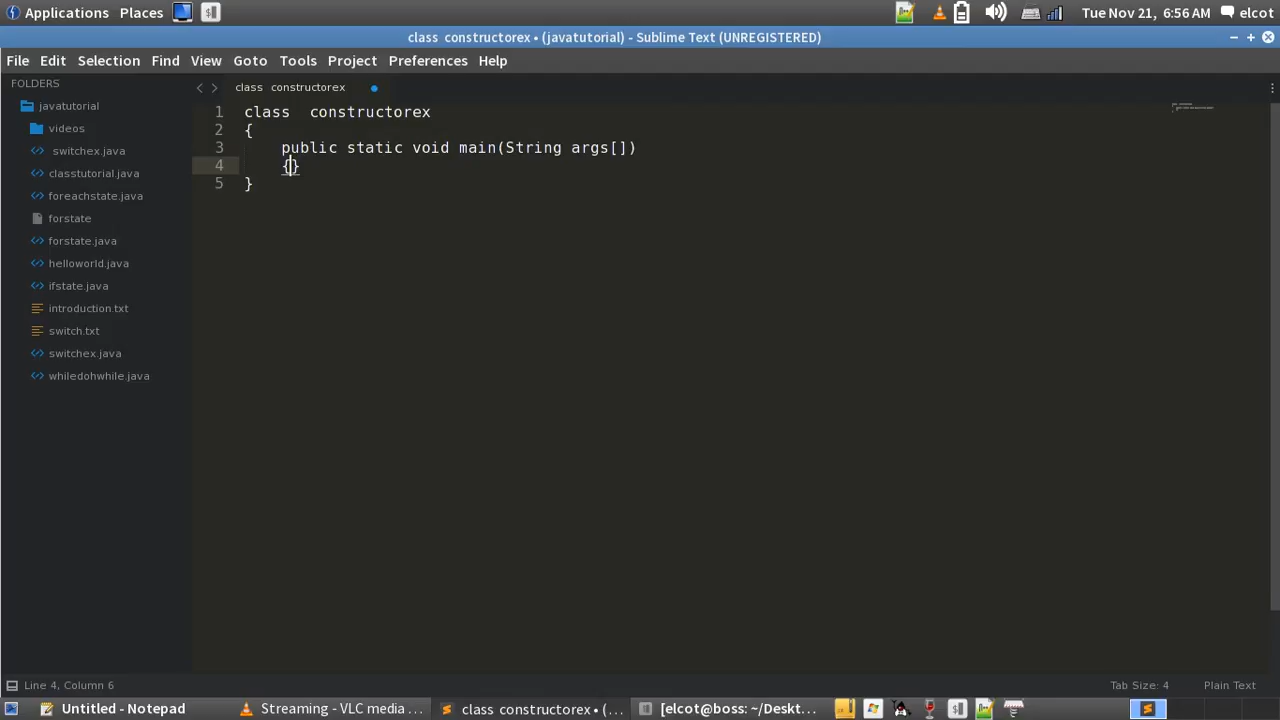 Applications Places Tue Nov 21, 6:56 AM elcot
class constructorex • (javatutorial) - Sublime Text (UNREGISTERED)
File Edit Selection Find View Goto Tools Project Preferences Help
FOLDERS
javatutorial
videos
switchex.java
classtutorial.java
foreachstate.java
forstate
forstate.java
helloworld.java
ifstate.java
introduction.txt
switch.txt
switchex.java
whiledohwhile.java
class constructorex
1 class constructorex
2 {
3 public static void main(String args[])
4 {}
5 }
Line 4, Column 6 Tab Size: 4 Plain Text
Untitled - Notepad Streaming - VLC media ... class constructorex • (... [elcot@boss: ~/Deskt...